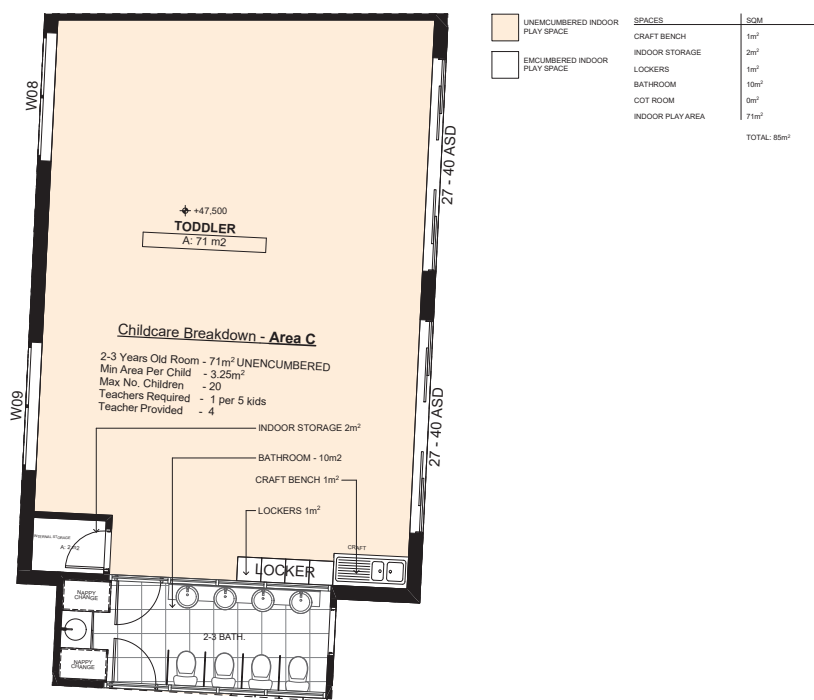 UNEMCUMBERED INDOOR
PLAY SPACE
EMCUMBERED INDOOR
PLAY SPACE
SPACES SQM
CRAFT BENCH 1m²
INDOOR STORAGE 2m²
LOCKERS 1m²
BATHROOM 10m²
COT ROOM 0m²
INDOOR PLAY AREA 71m²
TOTAL: 85m²
W08
27 - 40 ASD
+47,500
TODDLER
A: 71 m2
Childcare Breakdown - Area C
2-3 Years Old Room - 71m² UNENCUMBERED
Min Area Per Child - 3.25m²
Max No. Children - 20
Teachers Required - 1 per 5 kids
Teacher Provided - 4
W09
27 - 40 ASD
INDOOR STORAGE 2m²
BATHROOM - 10m2
CRAFT BENCH 1m²
LOCKERS 1m²
STORAGE
A: 2 m2
CRAFT
LOCKER
NAPPY
CHANGE
2-3 BATH.
NAPPY
CHANGE